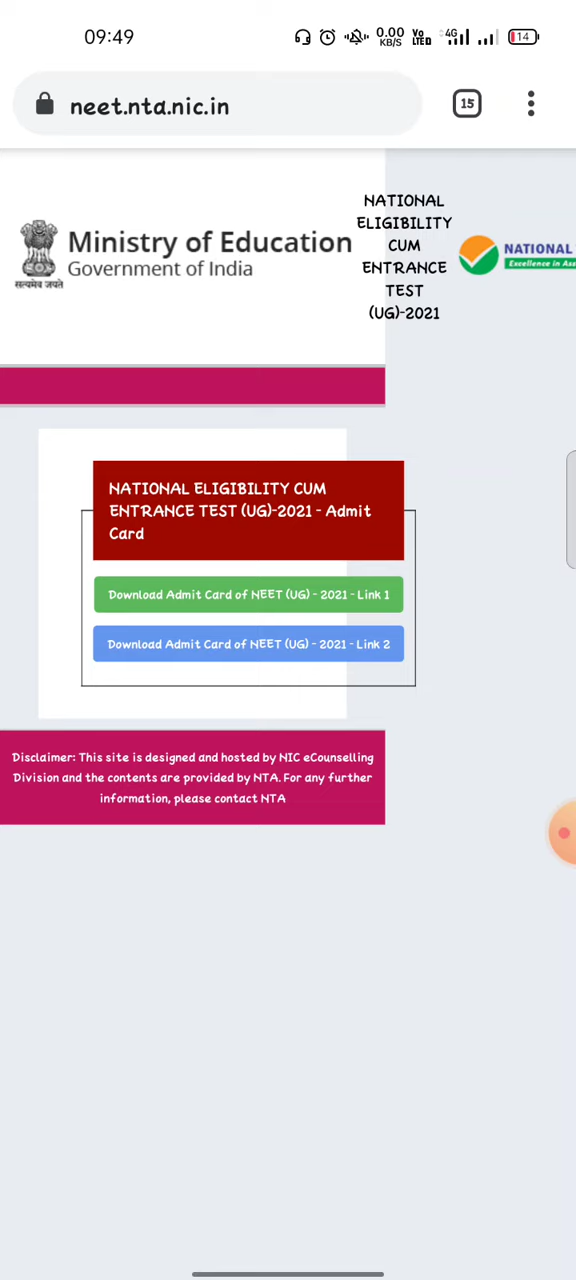 09:49
0.00
KB/S
Vo
LTED
4G
14
neet.nta.nic.in
15
NATIONAL
ELIGIBILITY
CUM
ENTRANCE
TEST
(UG)-2021
Ministry of Education
Government of India
सत्यमेव जयते
NATIONAL
Excellence in Ass
NATIONAL ELIGIBILITY CUM
ENTRANCE TEST (UG)-2021 - Admit
Card
Download Admit Card of NEET (UG) - 2021 - Link 1
Download Admit Card of NEET (UG) - 2021 - Link 2
Disclaimer: This site is designed and hosted by NIC eCounselling
Division and the contents are provided by NTA. For any further
information, please contact NTA